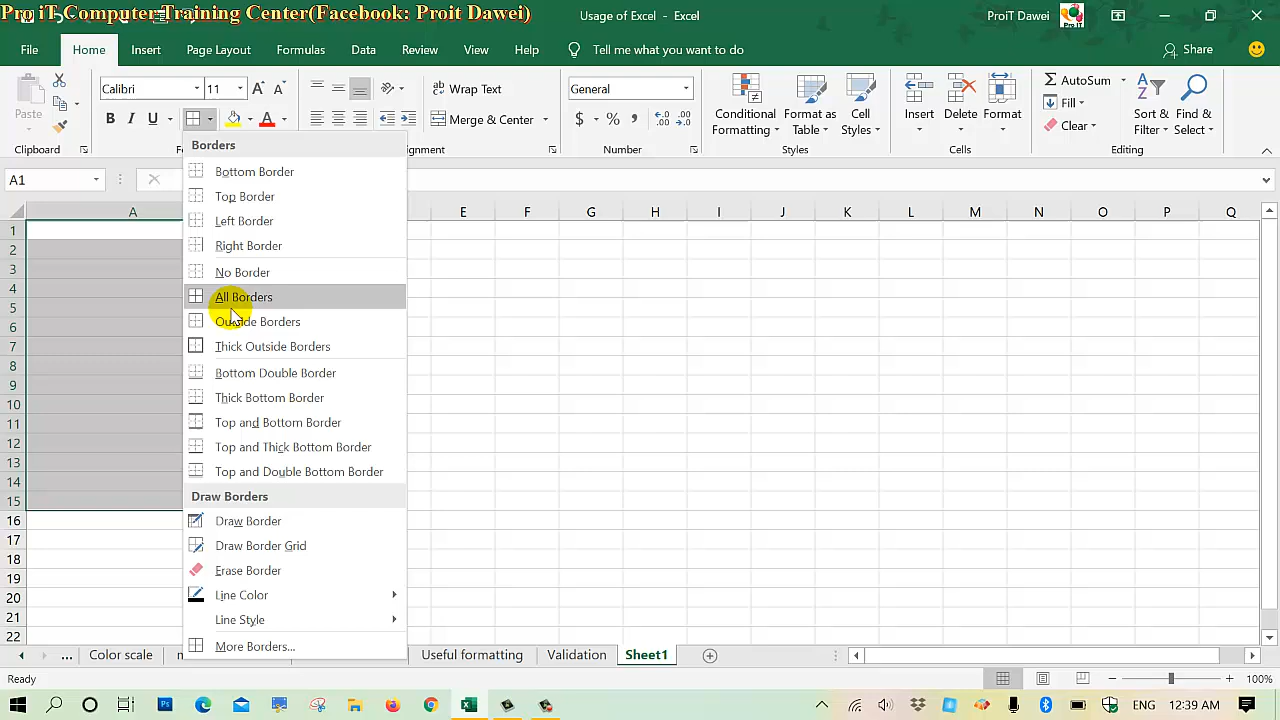 Pro iT Computer Training Center(Facebook: Proit Dawei)
Usage of Excel - Excel
ProiT Dawei
File Home Insert Page Layout Formulas Data Review View Help Tell me what you want to do Share
Calibri 11 Wrap Text General
Paste
B I U Merge & Center $ % ,
Conditional Formatting
Format as Table
Cell Styles
Insert Delete Format
AutoSum
Fill
Clear
Sort & Filter
Find & Select
Clipboard Number Styles Cells Editing
A1
A E F G H I J K L M N O P Q
1
2
3
4
5
6
7
8
9
10
11
12
13
14
15
16
17
18
19
20
21
22
Borders
Bottom Border
Top Border
Left Border
Right Border
No Border
All Borders
Outside Borders
Thick Outside Borders
Bottom Double Border
Thick Bottom Border
Top and Bottom Border
Top and Thick Bottom Border
Top and Double Bottom Border
Draw Borders
Draw Border
Draw Border Grid
Erase Border
Line Color
Line Style
More Borders...
... Color scale Useful formatting Validation Sheet1
Ready 100%
ENG 12:39 AM